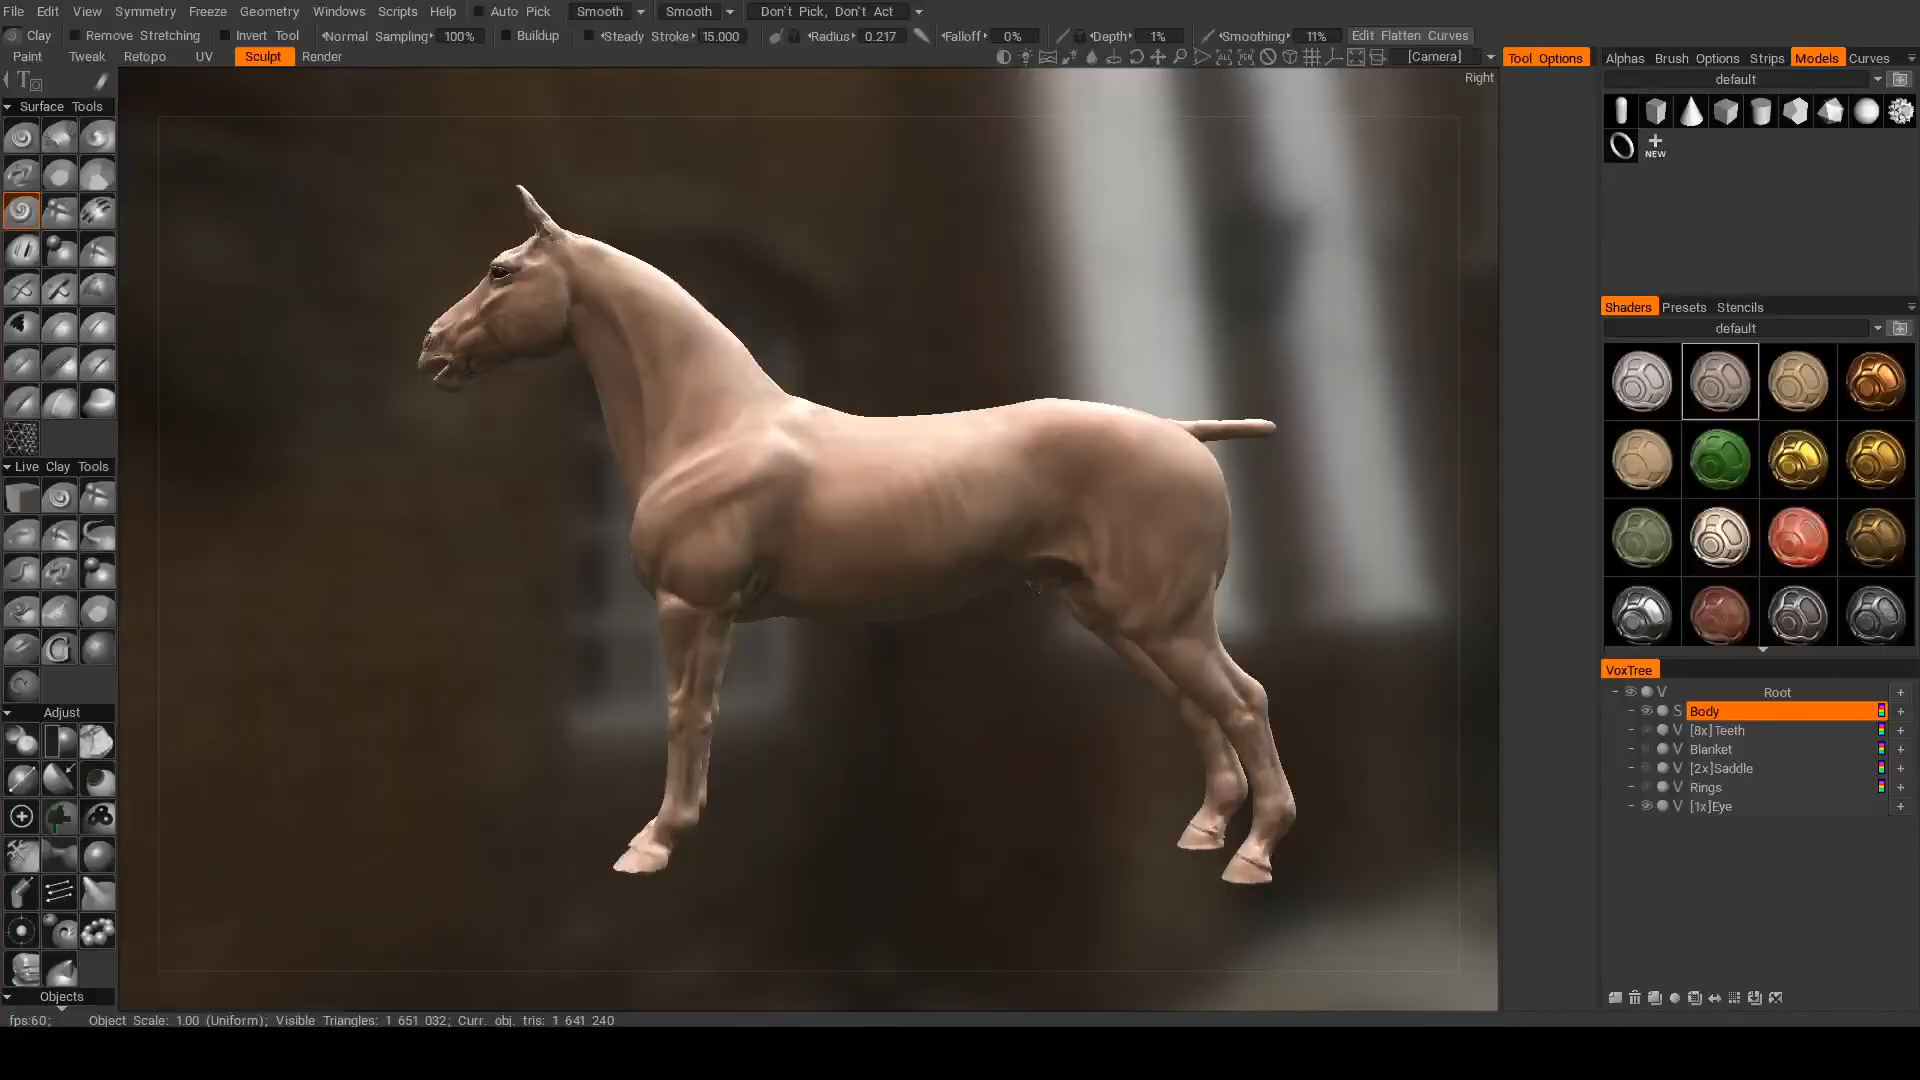 File Edit View Symmetry Freeze Geometry Windows Scripts Help Auto Pick Smooth Smooth Don't Pick, Don't Act
Clay Remove Stretching Invert Tool Normal Sampling 100% Buildup Steady Stroke 15.000 Radius 0.217 Falloff 0% Depth 1% Smoothing 11% Edit Flatten Curves
Paint Tweak Retopo UV Sculpt Render [Camera] Tool Options Alphas Brush Options Strips Models Curves
Right
default
Surface Tools
NEW
Shaders Presets Stencils
default
Live Clay Tools
G
VoxTree
V Root
S Body
Adjust
V [8x]Teeth
V Blanket
V [2x]Saddle
V Rings
V [1x]Eye
Objects
fps:60; Object Scale: 1.00 (Uniform); Visible Triangles: 1 651 032; Curr. obj. tris: 1 641 240